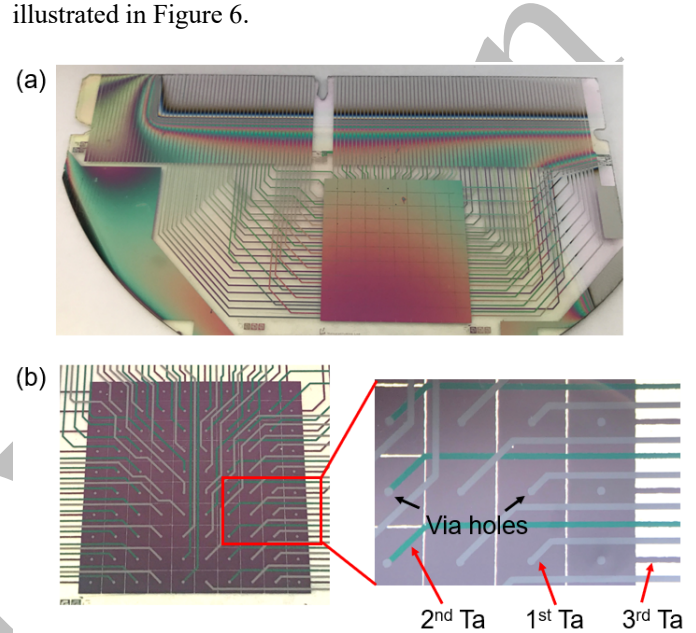 illustrated in Figure 6.
(a)
(b)
Via holes
2nd Ta
1st Ta
3rd Ta